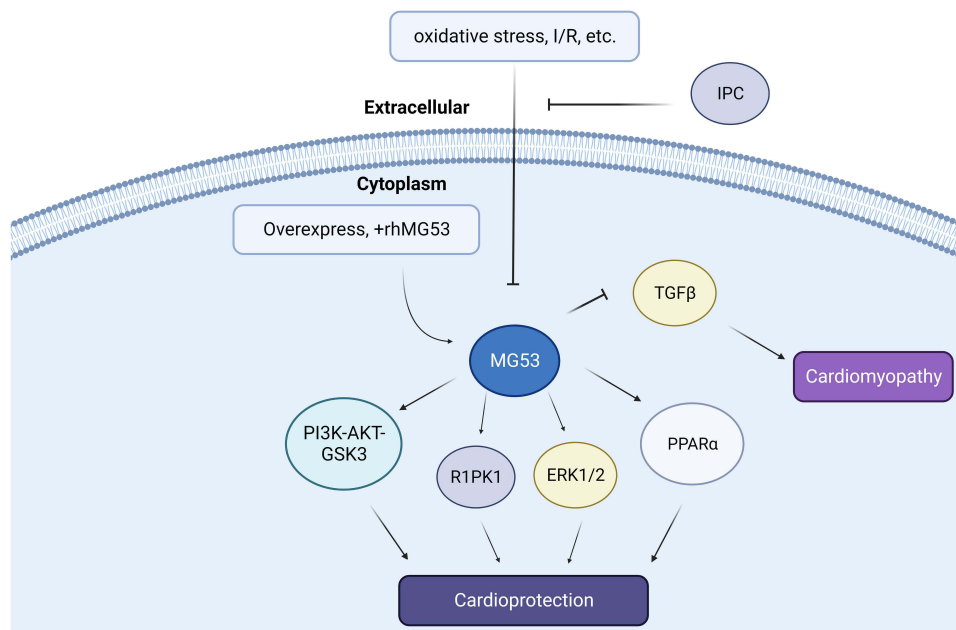 oxidative stress, I/R, etc.
IPC
Extracellular
Cytoplasm
Overexpress, +rhMG53
TGFβ
MG53
Cardiomyopathy
PI3K-AKT-
GSK3
R1PK1
ERK1/2
PPARα
Cardioprotection